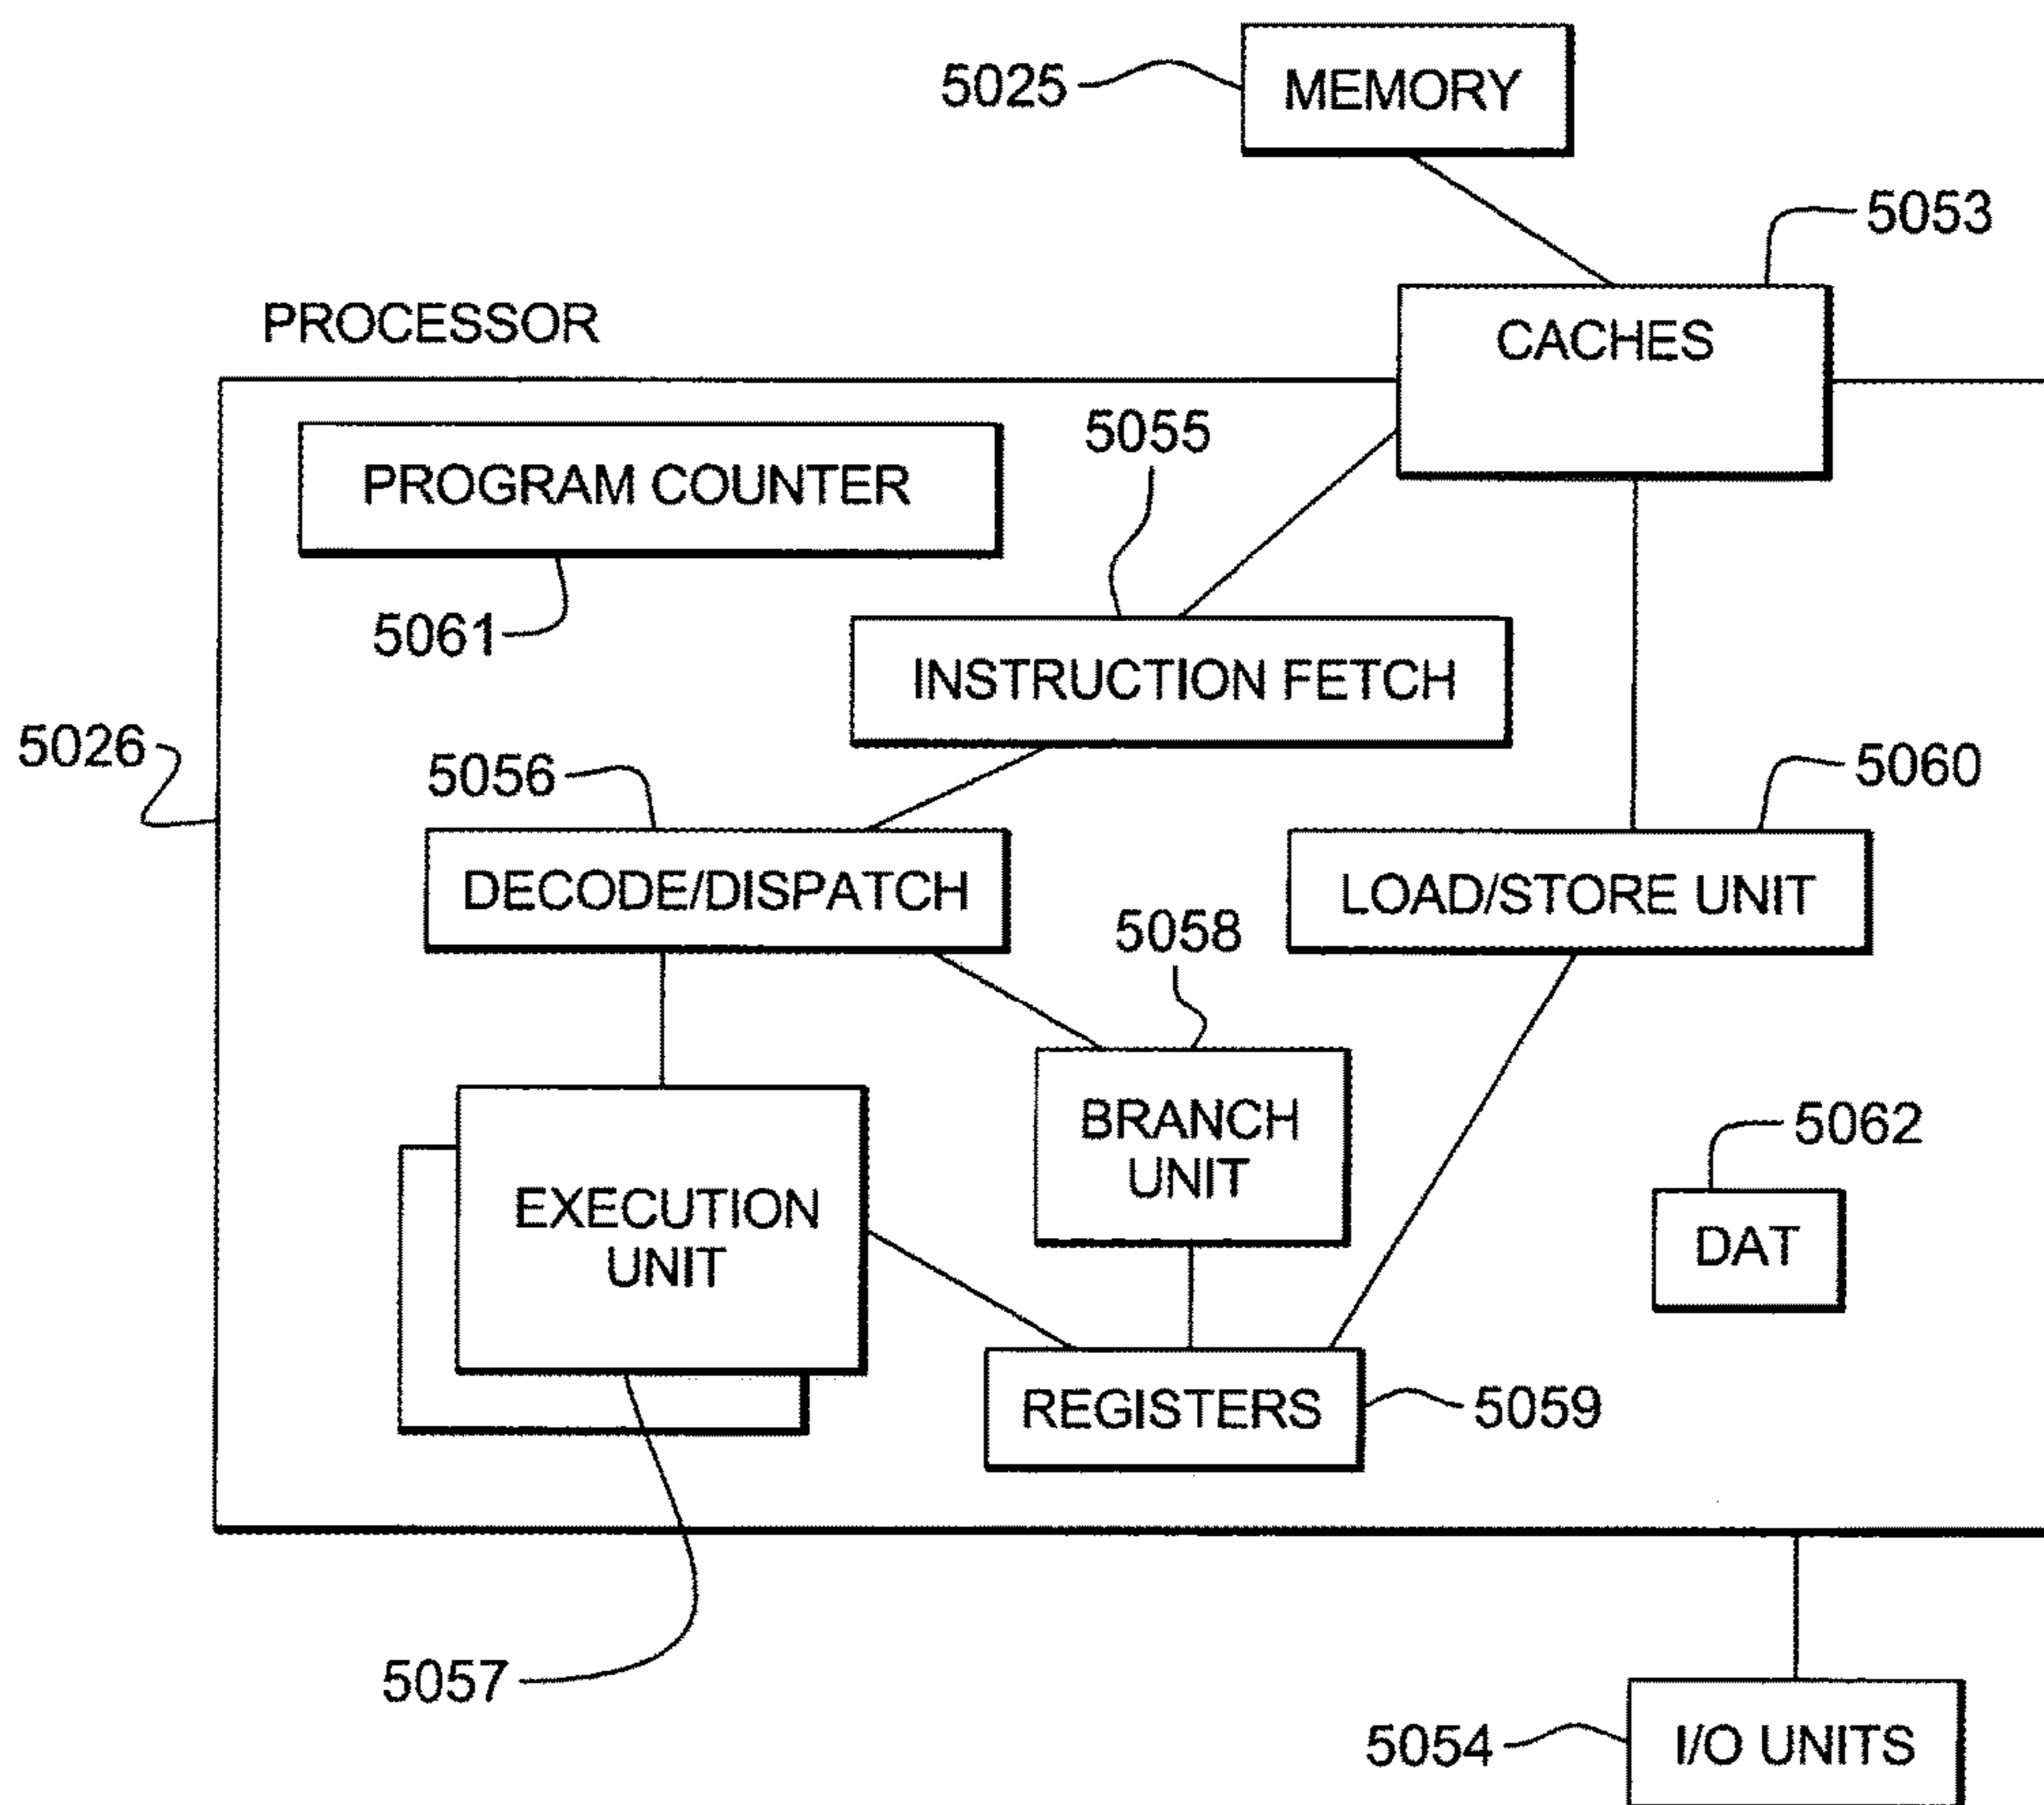 MEMORY
5025
5053
CACHES
PROCESSOR
5055
PROGRAM COUNTER
5061
INSTRUCTION FETCH
5026
5056
5060
DECODE/DISPATCH
LOAD/STORE UNIT
5058
BRANCH
UNIT
5062
EXECUTION
UNIT
DAT
REGISTERS
5059
5057
5054
I/O UNITS